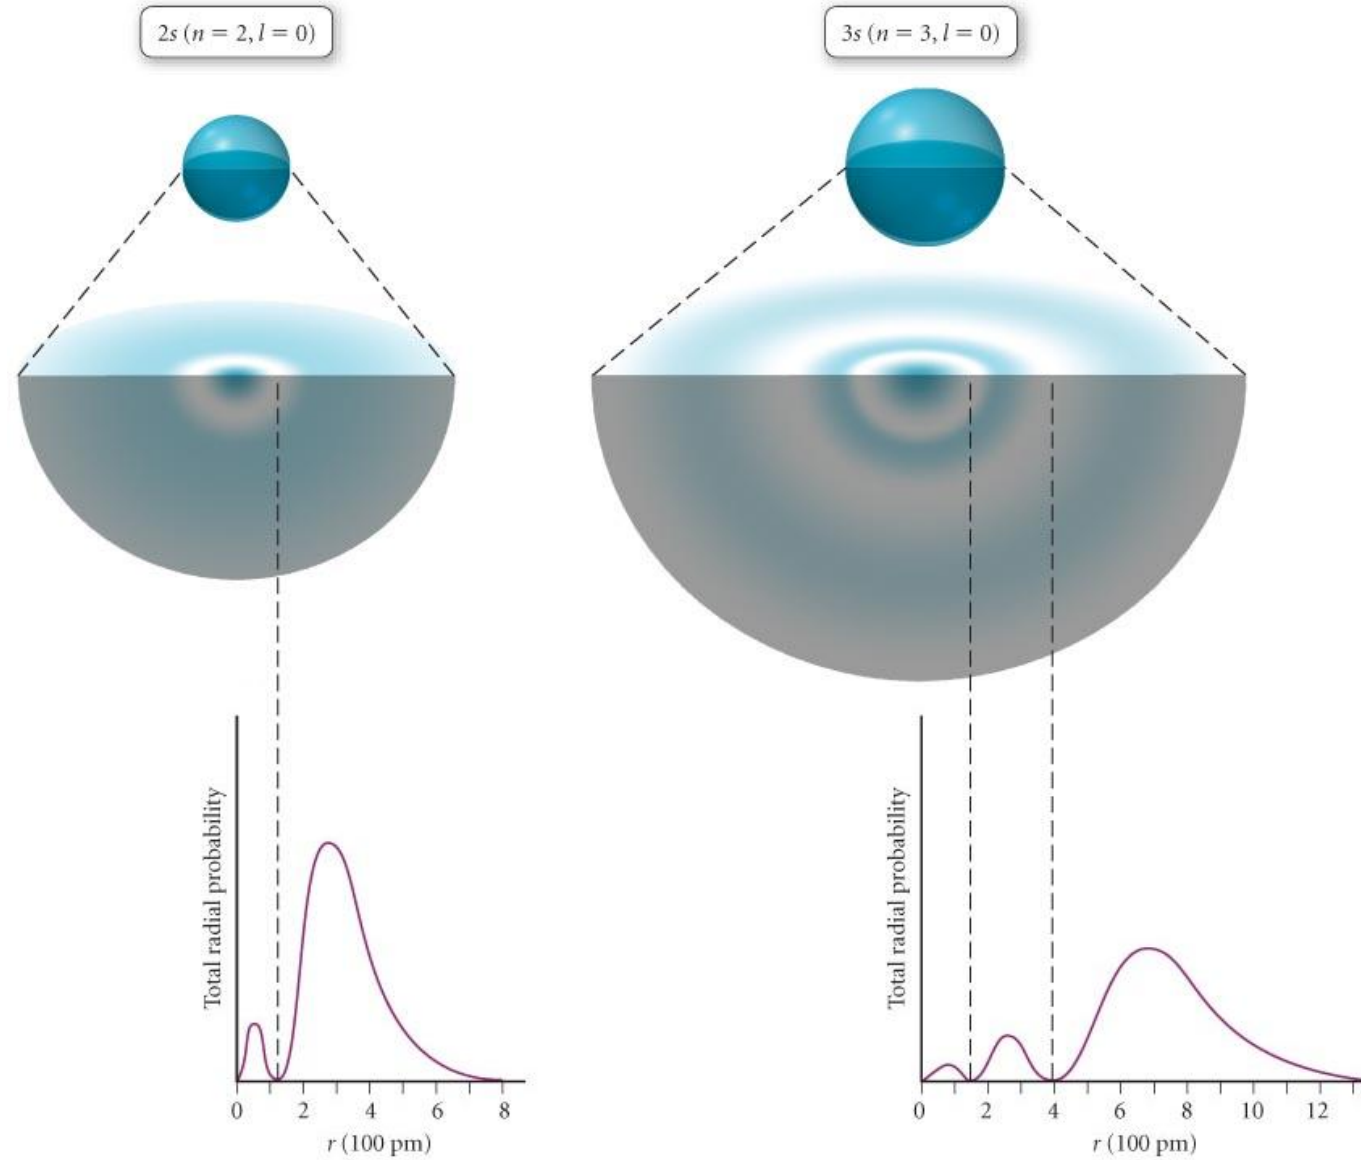 2s (n = 2, l = 0)
3s (n = 3, l = 0)
Total radial probability
0 2 4 6 8
r (100 pm)
Total radial probability
0 2 4 6 8 10 12
r (100 pm)